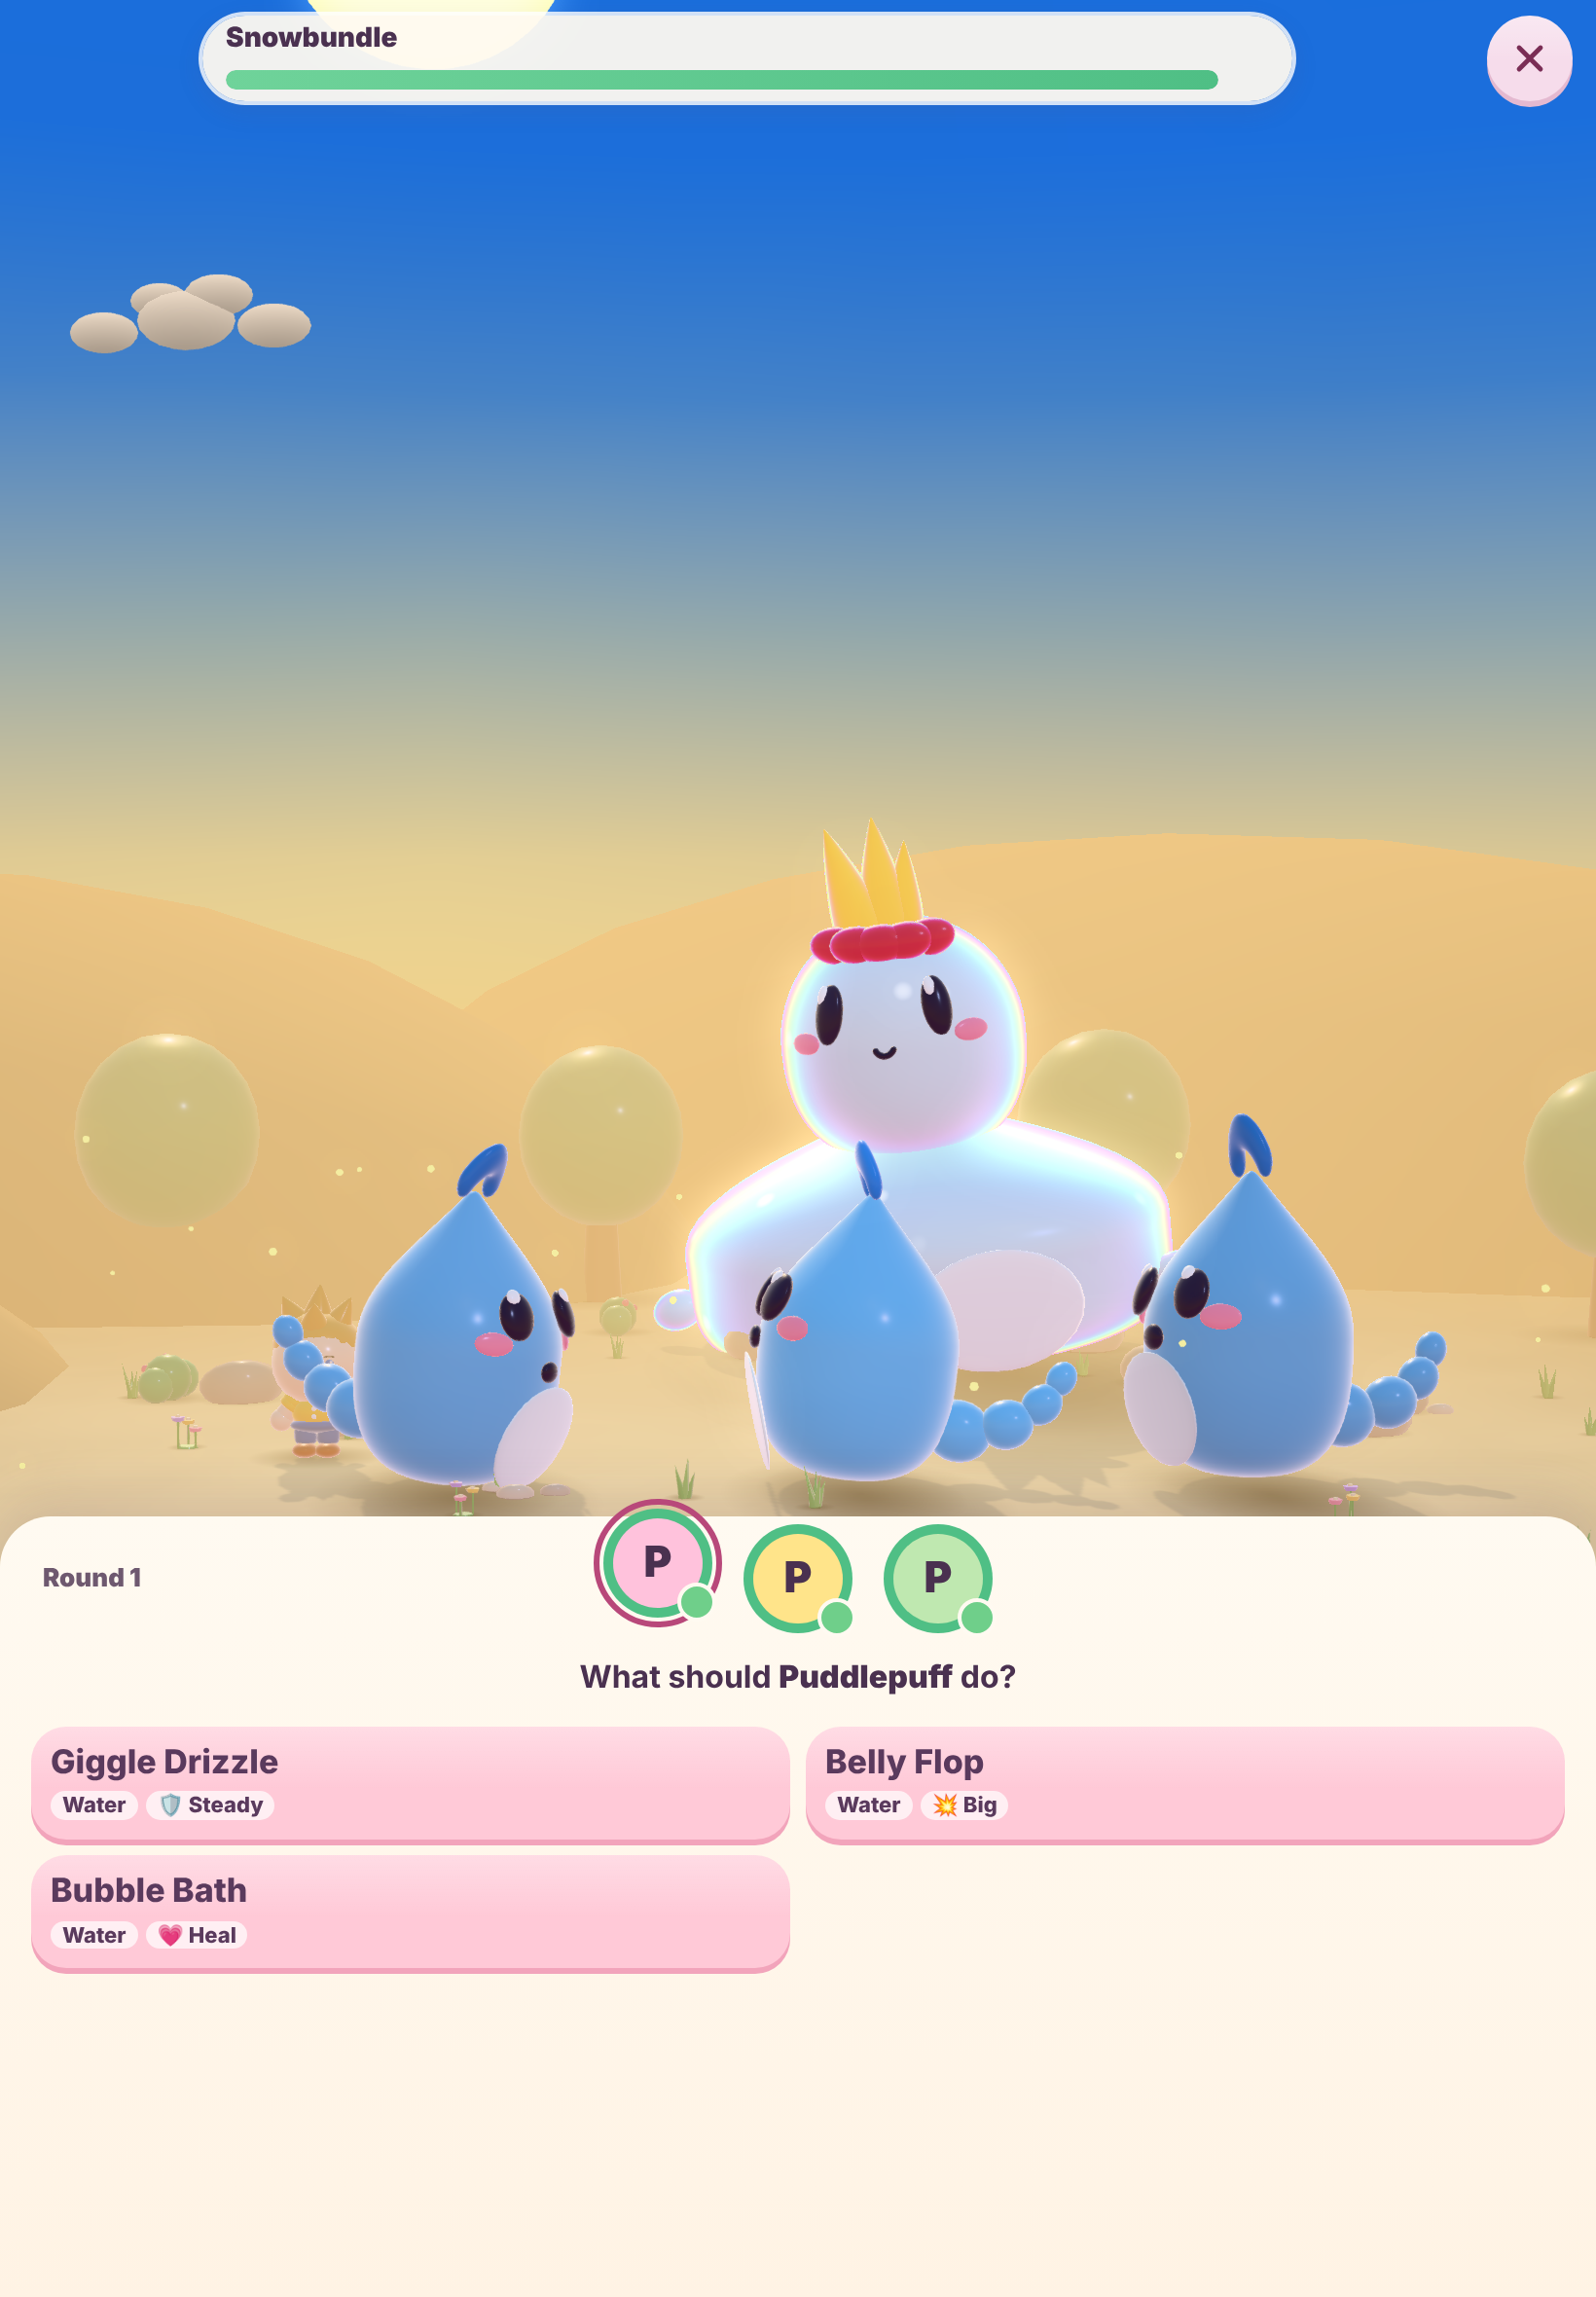 Snowbundle
Round 1
P
P
P
What should Puddlepuff do?
Giggle Drizzle
Water
Steady
Belly Flop
Water
Big
Bubble Bath
Water
Heal